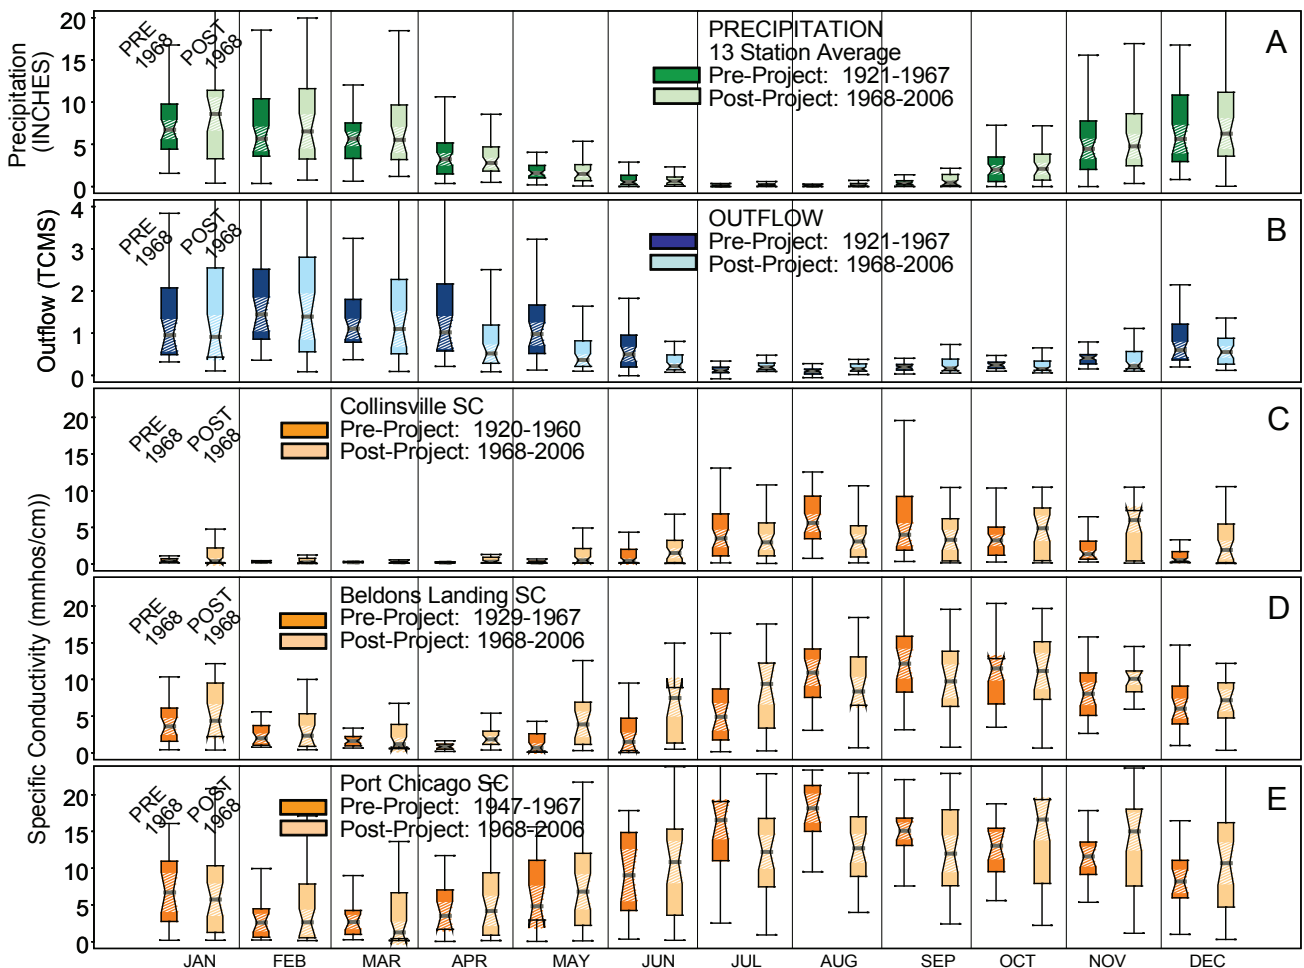 Precipitation
(INCHES)
20
15
10
5
0
PRE
1968
POST
1968
PRECIPITATION
13 Station Average
Pre-Project: 1921-1967
Post-Project: 1968-2006
A
Outflow (TCMS)
4
3
2
1
0
PRE
1968
POST
1968
OUTFLOW
Pre-Project: 1921-1967
Post-Project: 1968-2006
B
Specific Conductivity (mmhos/cm))
20
15
10
5
0
PRE
1968
POST
1968
Collinsville SC
Pre-Project: 1920-1960
Post-Project: 1968-2006
C
20
15
10
5
0
PRE
1968
POST
1968
Beldons Landing SC
Pre-Project: 1929-1967
Post-Project: 1968-2006
D
20
15
10
5
0
PRE
1968
POST
1968
Port Chicago SC
Pre-Project: 1947-1967
Post-Project: 1968-2006
E
JAN FEB MAR APR MAY JUN JUL AUG SEP OCT NOV DEC